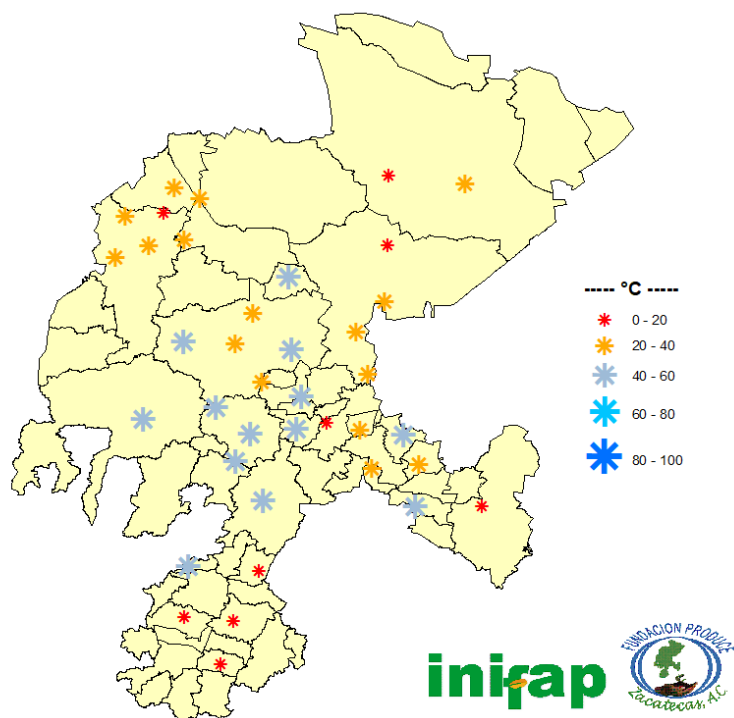 ----- °C -----
0 - 20
20 - 40
40 - 60
60 - 80
80 - 100
inifap
FUNDACION PRODUCE
Zacatecas, A.C.